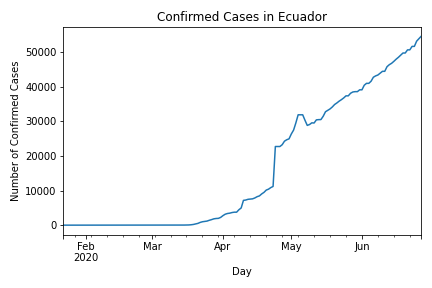 Confirmed Cases in Ecuador
Number of Confirmed Cases
50000
40000
30000
20000
10000
0
Feb
2020
Mar
Apr
May
Jun
Day